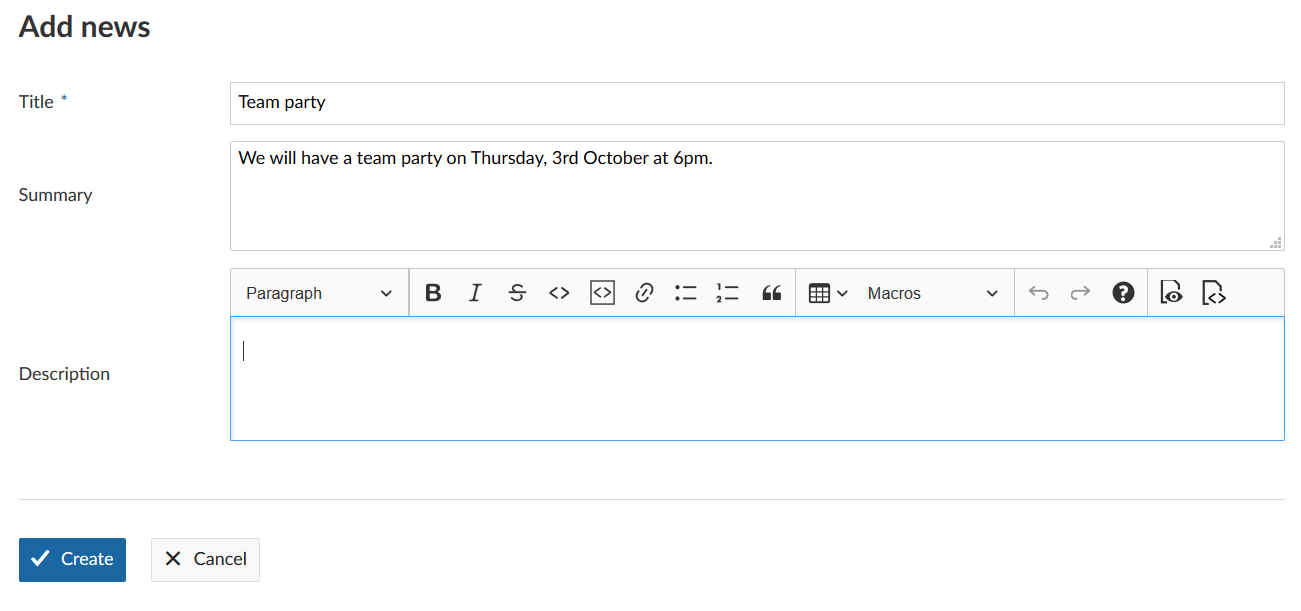 Add news
Title *
Team party
Summary
We will have a team party on Thursday, 3rd October at 6pm.
Paragraph
Macros
Description
Create
Cancel